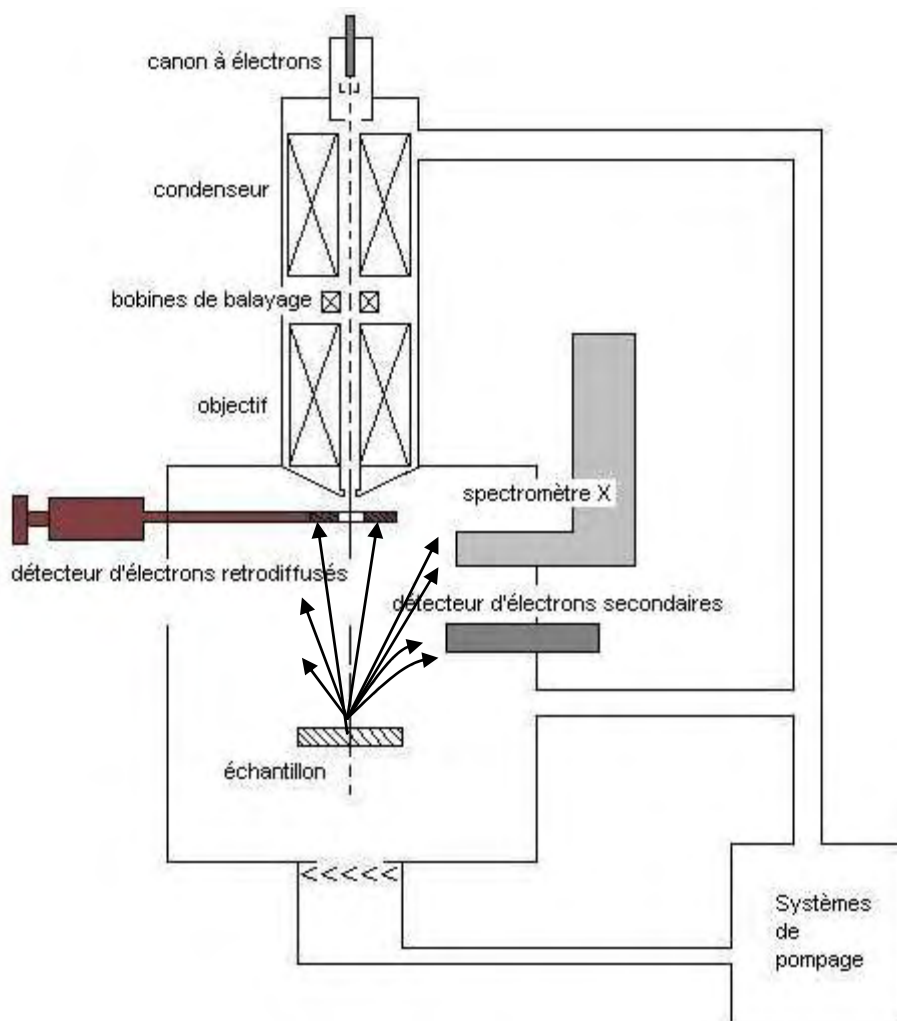 canon à électrons
condenseur
bobines de balayage
objectif
spectromètre X
détecteur d'électrons retrodiffusés
détecteur d'électrons secondaires
échantillon
Systèmes
de
pompage